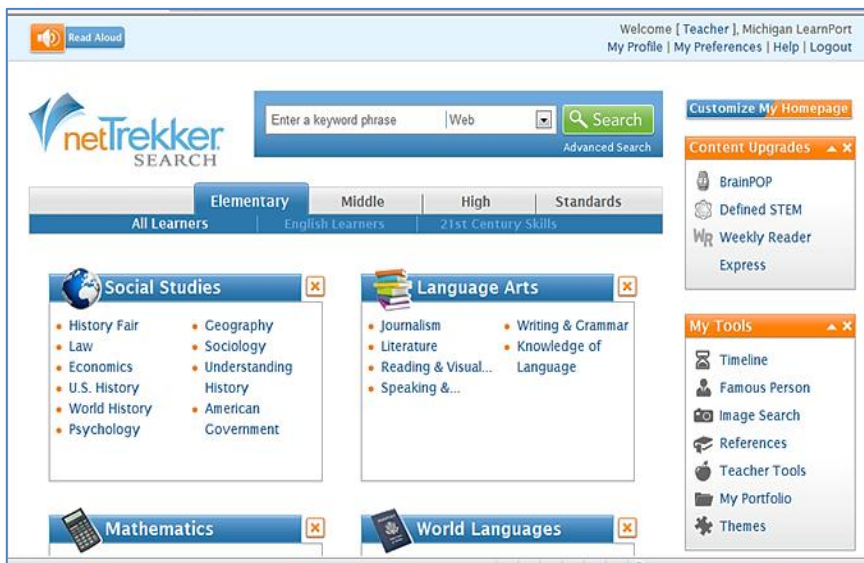 Read Aloud
Welcome [ Teacher ], Michigan LearnPort
My Profile | My Preferences | Help | Logout
netTrekker
SEARCH
Enter a keyword phrase
Web
Search
Advanced Search
Elementary
Middle
High
Standards
All Learners
English Learners
21st Century Skills
Social Studies
History Fair
Law
Economics
U.S. History
World History
Psychology
Geography
Sociology
Understanding
History
American
Government
Language Arts
Journalism
Literature
Reading & Visual...
Speaking &...
Writing & Grammar
Knowledge of
Language
Mathematics
World Languages
Customize My Homepage
Content Upgrades
BrainPOP
Defined STEM
WR Weekly Reader
Express
My Tools
Timeline
Famous Person
Image Search
References
Teacher Tools
My Portfolio
Themes